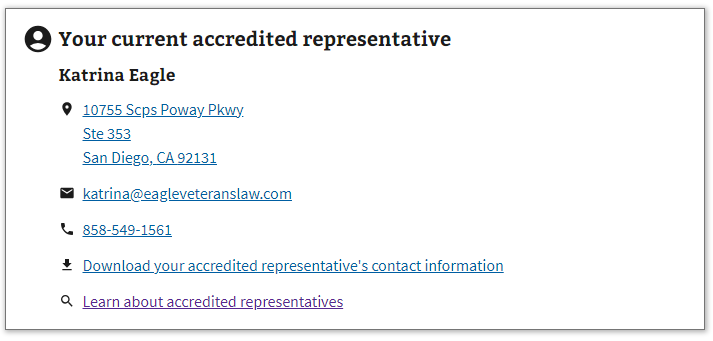 Your current accredited representative
Katrina Eagle
10755 Scps Poway Pkwy
Ste 353
San Diego, CA 92131
katrina@eagleveteranslaw.com
858-549-1561
Download your accredited representative's contact information
Learn about accredited representatives